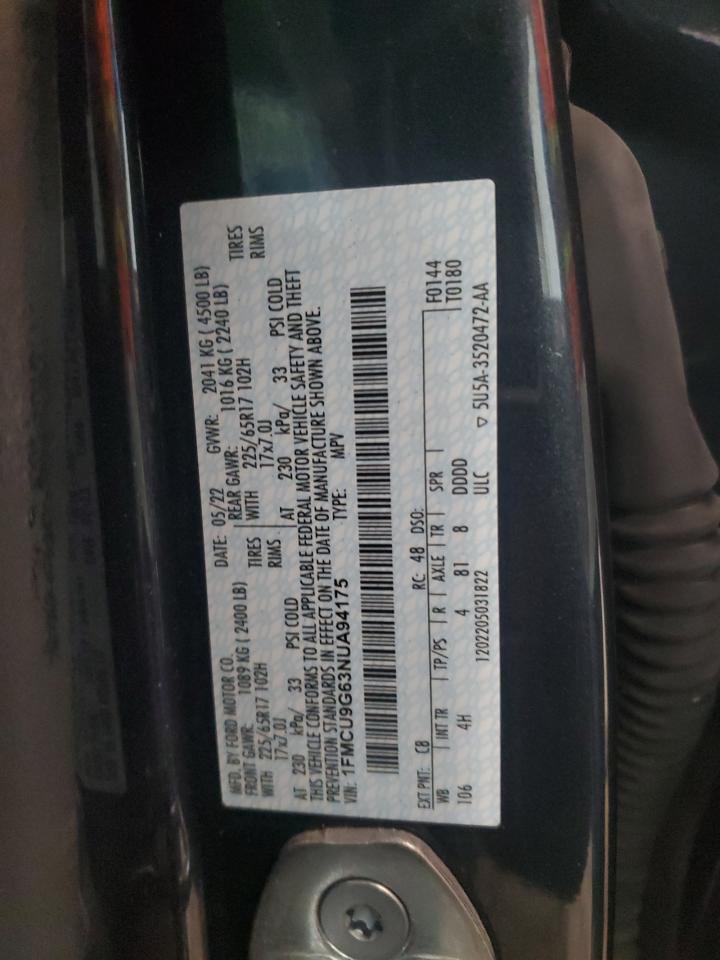 MFD. BY FORD MOTOR CO.
DATE: 05/22 GVWR: 2041 KG ( 4500 LB)
FRONT GAWR: 1089 KG ( 2400 LB)
REAR GAWR: 1016 KG ( 2240 LB)
WITH 225/65R17 102H TIRES
WITH 225/65R17 102H TIRES
17x7.0J RIMS
17x7.0J RIMS
AT 230 kPa/ 33 PSI COLD
AT 230 kPa/ 33 PSI COLD
THIS VEHICLE CONFORMS TO ALL APPLICABLE FEDERAL MOTOR VEHICLE SAFETY AND THEFT
PREVENTION STANDARDS IN EFFECT ON THE DATE OF MANUFACTURE SHOWN ABOVE.
VIN: 1FMCU9G63NUA94175 TYPE: MPV
F0144
T0180
EXT PNT: C8 RC: 48 DSO:
WB INT TR TP/PS R AXLE TR SPR
106 4H 4 81 8 DDDD
1202205031822 ULC ▽ 5U5A-3520472-AA